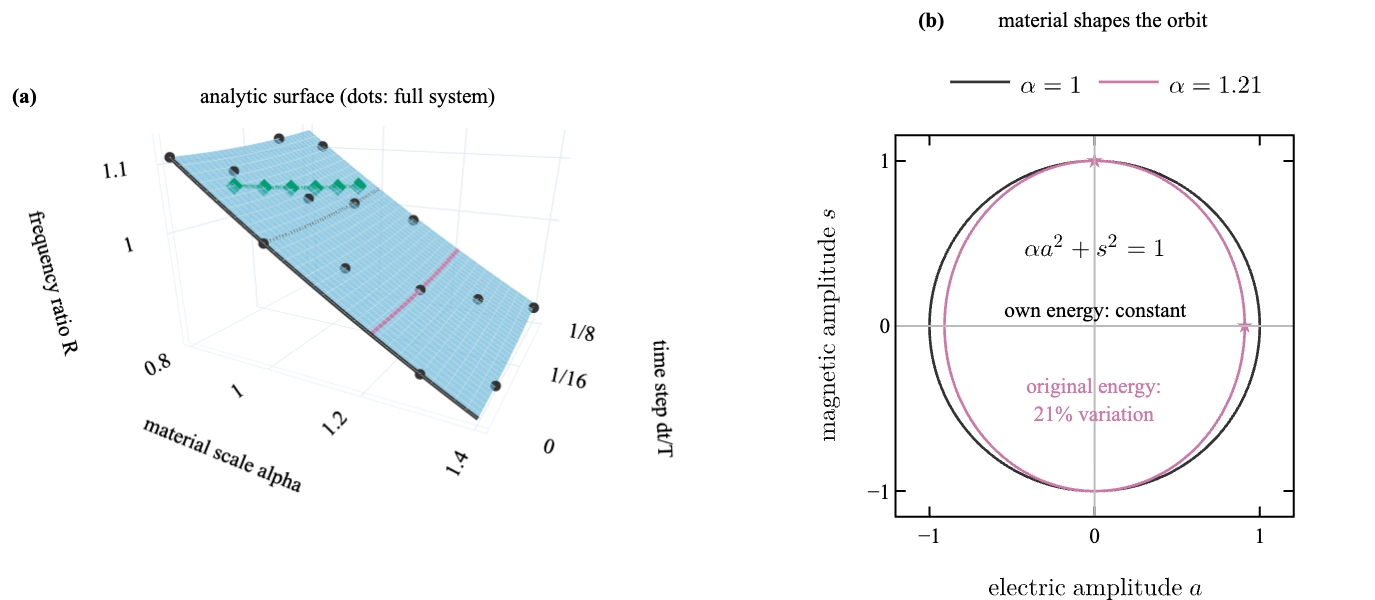 (a)
analytic surface (dots: full system)
1.1
1
frequency ratio R
0.8
1
1.2
1.4
material scale alpha
1/8
1/16
0
time step dt/T
(b)
material shapes the orbit
α = 1
α = 1.21
1
0
−1
magnetic amplitude s
αa² + s² = 1
own energy: constant
original energy:
21% variation
−1
0
1
electric amplitude a